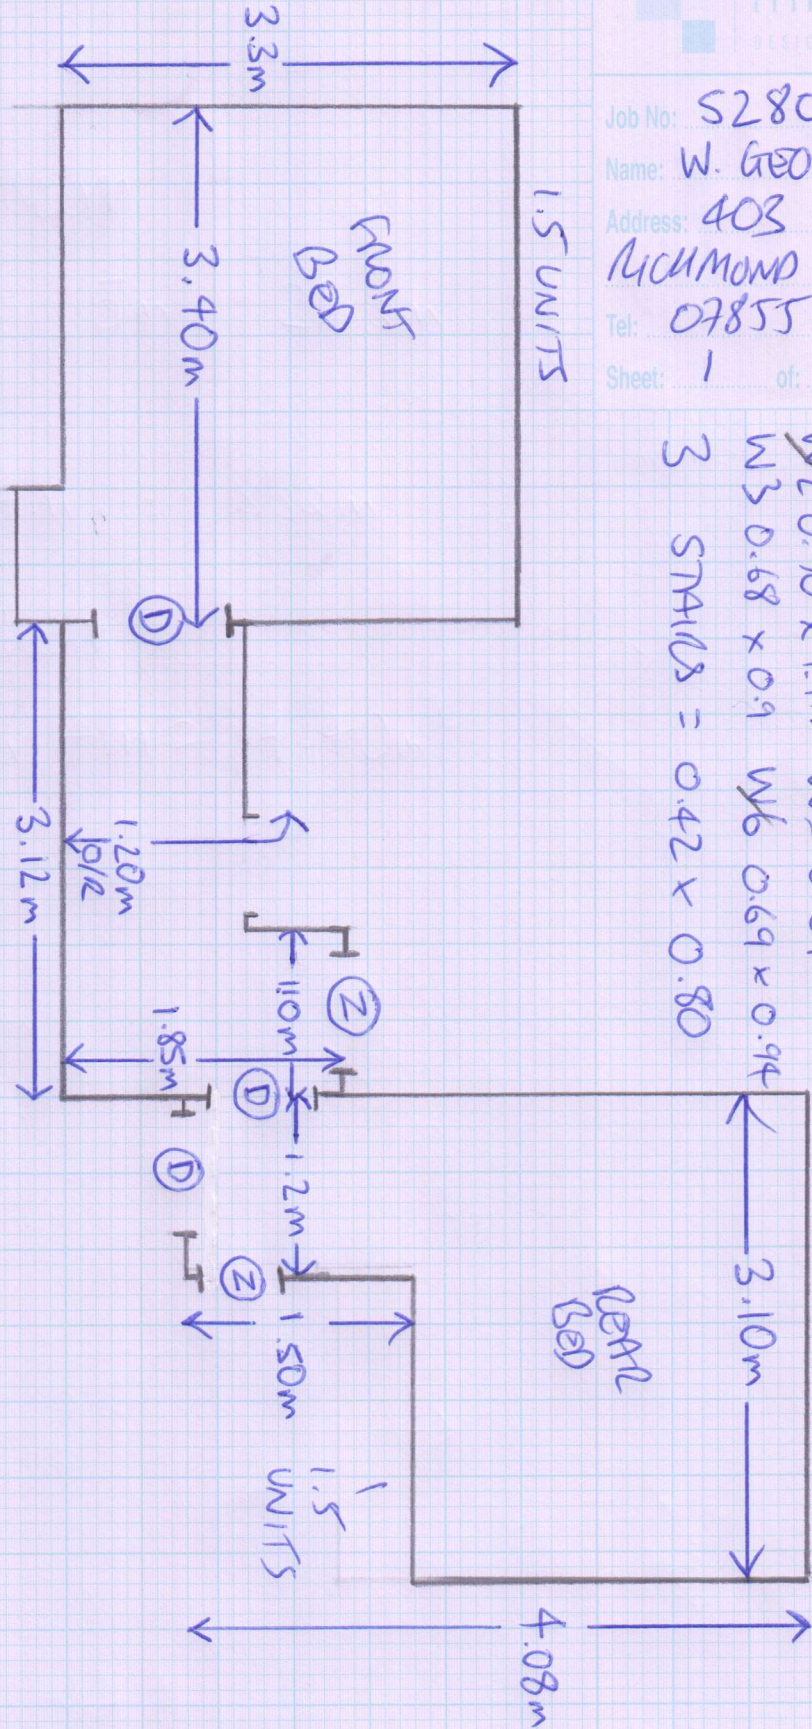 Job No: 5280
Name: W. GEO
Address: 403
RICHMOND
Tel: 07855
Sheet: 1 of:
W3 0.68 x 0.9 W6 0.69 x 0.94
3 STAIRS = 0.42 x 0.80
1.5 UNITS
3.3m
FRONT
BED
3.40m
D
1.20m
O/R
3.12m
Z
1.10m
1.85m
D
D
1.2m
Z
1.50m
1
1.5
UNITS
REAR
BED
3.10m
4.08m